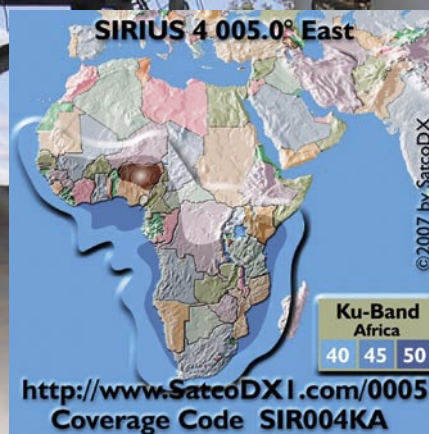 SIRIUS 4 005.0° East
©2007 by SatcoDX
Ku-Band
Africa
40 45 50
http://www.SatcoDX1.com/0005
Coverage Code SIR004KA